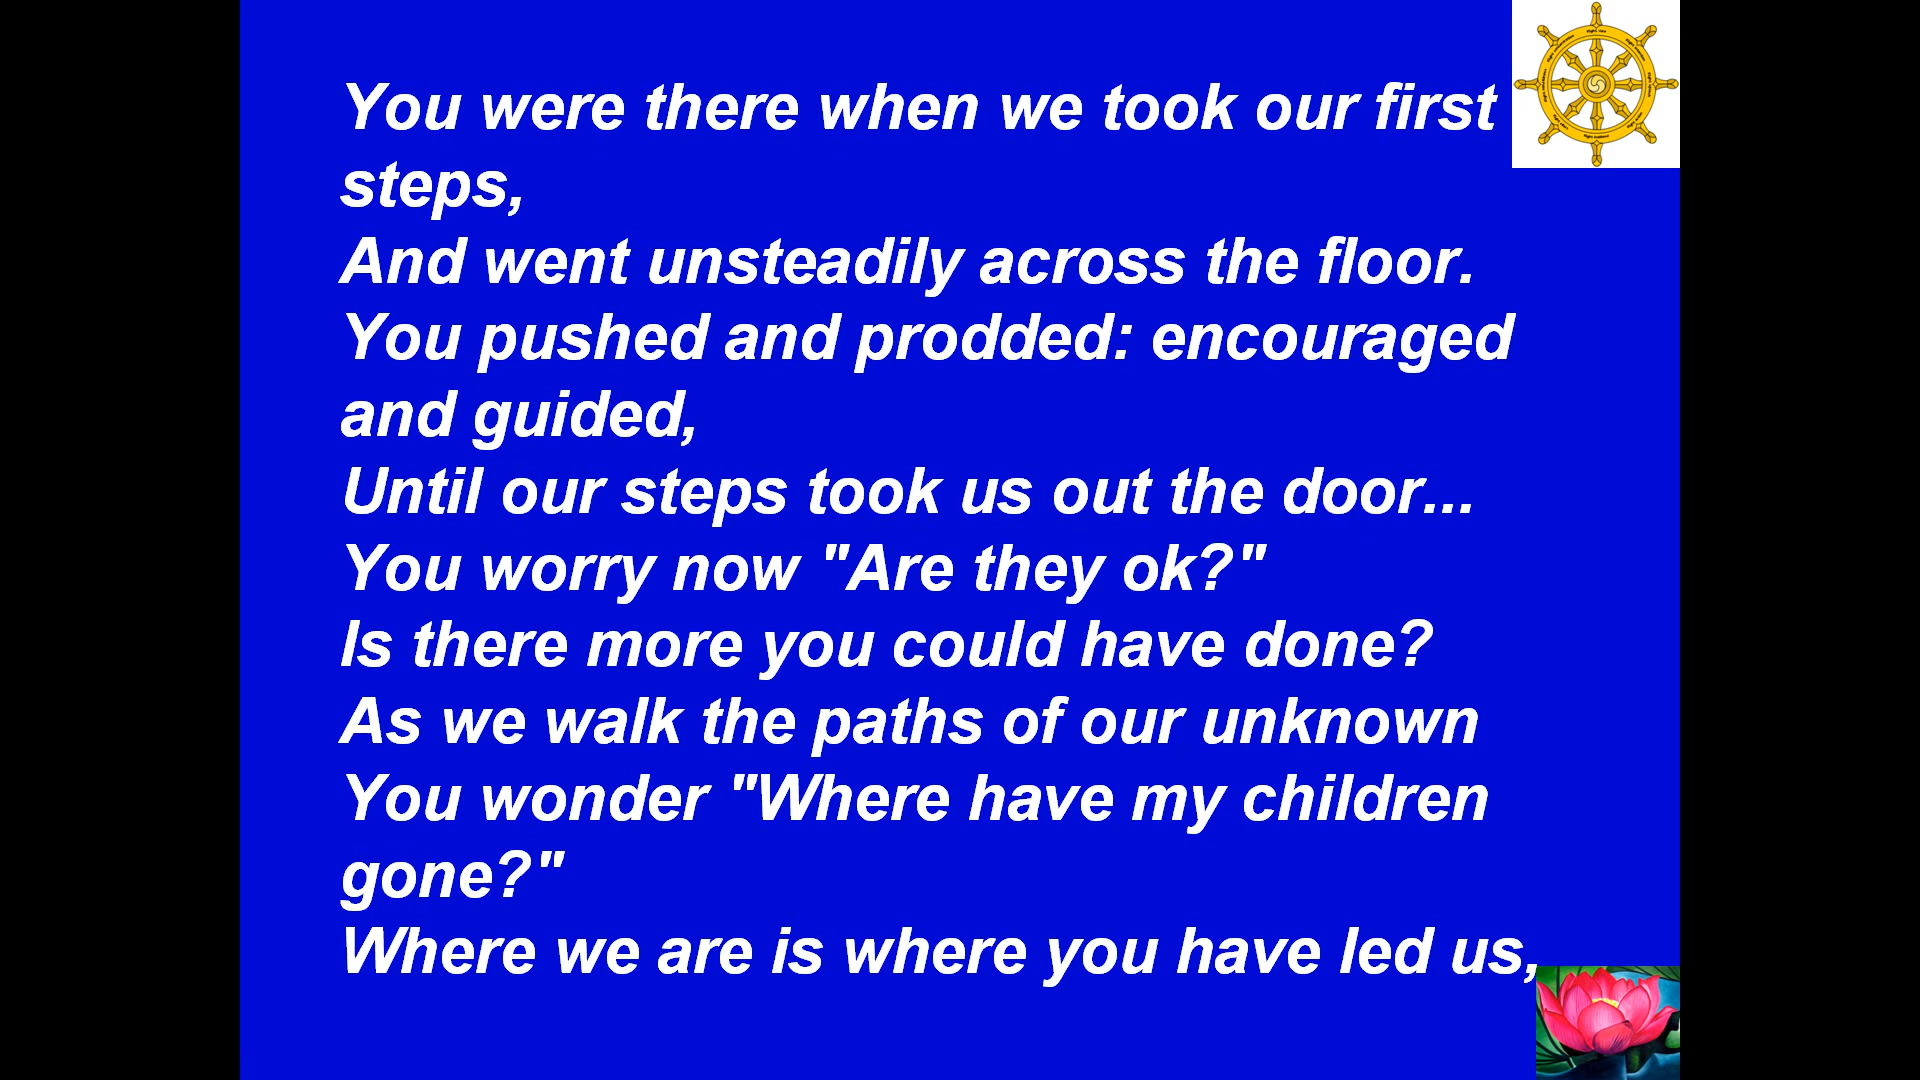 You were there when we took our first
steps,
And went unsteadily across the floor.
You pushed and prodded: encouraged
and guided,
Until our steps took us out the door...
You worry now "Are they ok?"
Is there more you could have done?
As we walk the paths of our unknown
You wonder "Where have my children
gone?"
Where we are is where you have led us,